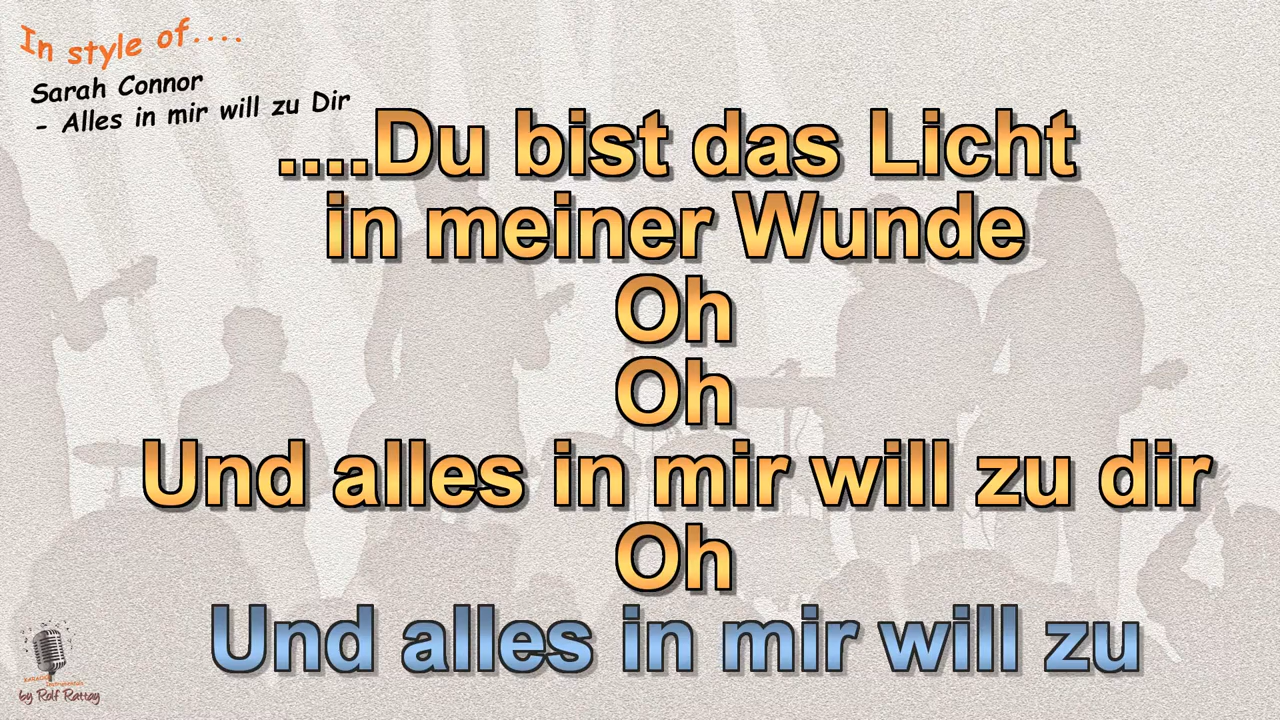 In style of....
Sarah Connor
- Alles in mir will zu Dir
....Du bist das Licht
in meiner Wunde
Oh
Oh
Und alles in mir will zu dir
Oh
Und alles in mir will zu
by Rolf Rattay